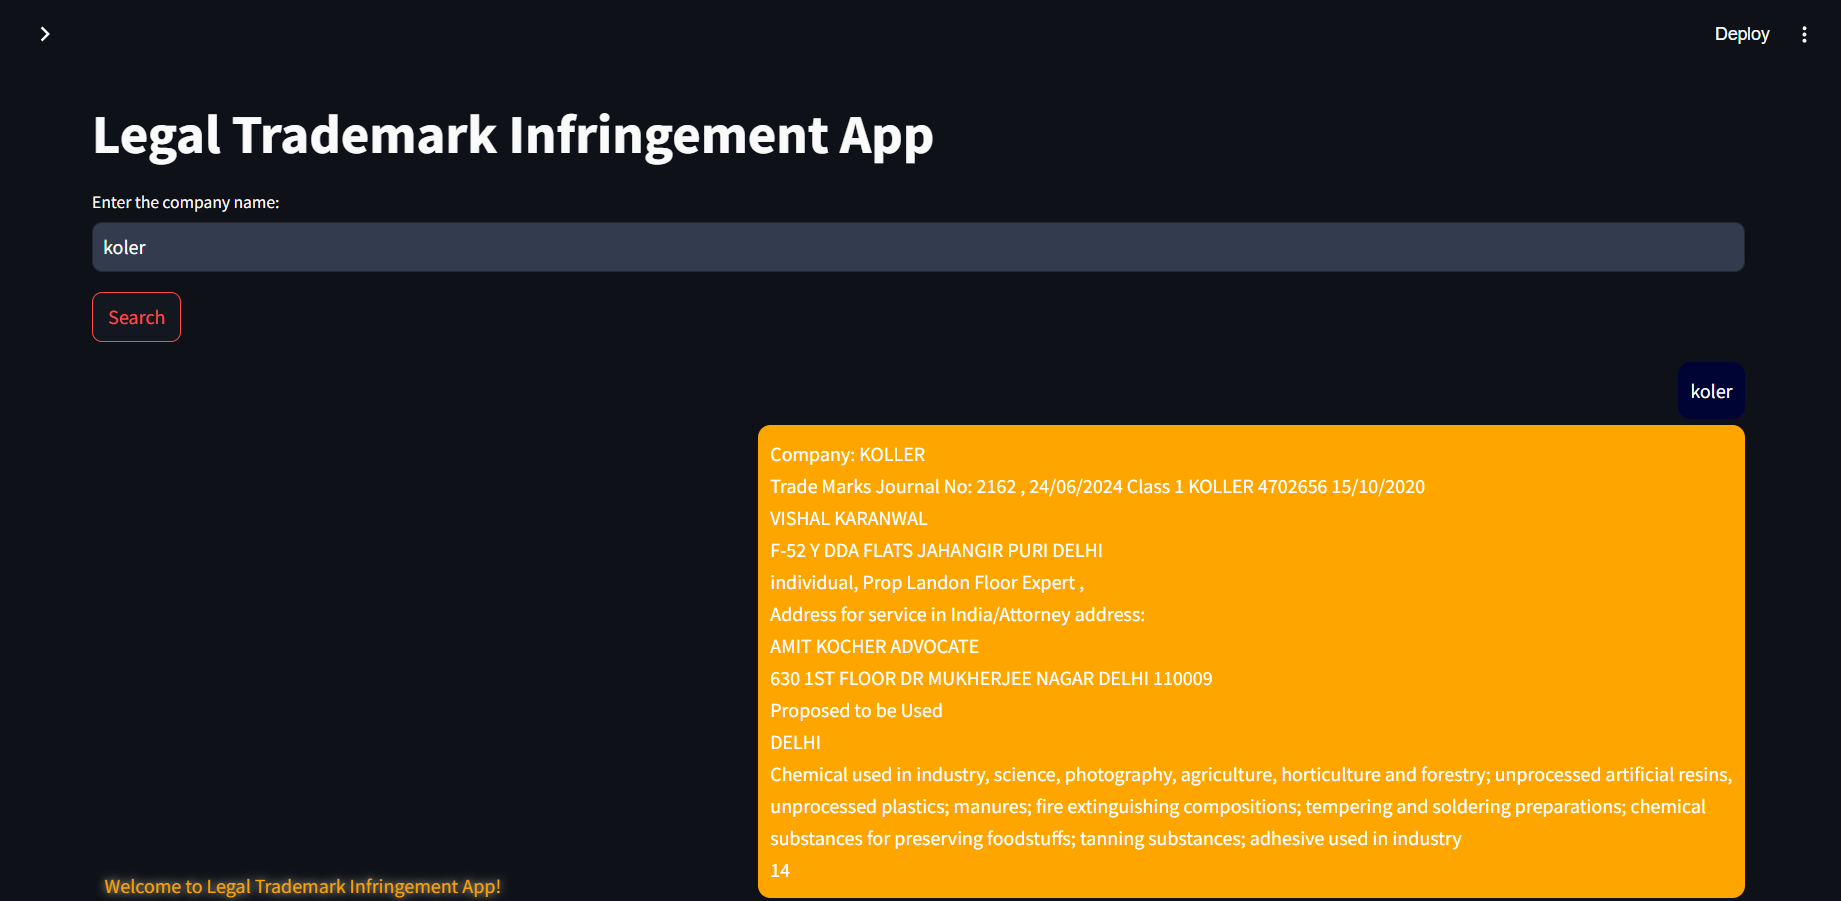 Deploy
Legal Trademark Infringement App
Enter the company name:
koler
Search
koler
Company: KOLLER
Trade Marks Journal No: 2162 , 24/06/2024 Class 1 KOLLER 4702656 15/10/2020
VISHAL KARANWAL
F-52 Y DDA FLATS JAHANGIR PURI DELHI
individual, Prop Landon Floor Expert ,
Address for service in India/Attorney address:
AMIT KOCHER ADVOCATE
630 1ST FLOOR DR MUKHERJEE NAGAR DELHI 110009
Proposed to be Used
DELHI
Chemical used in industry, science, photography, agriculture, horticulture and forestry; unprocessed artificial resins,
unprocessed plastics; manures; fire extinguishing compositions; tempering and soldering preparations; chemical
substances for preserving foodstuffs; tanning substances; adhesive used in industry
14
Welcome to Legal Trademark Infringement App!